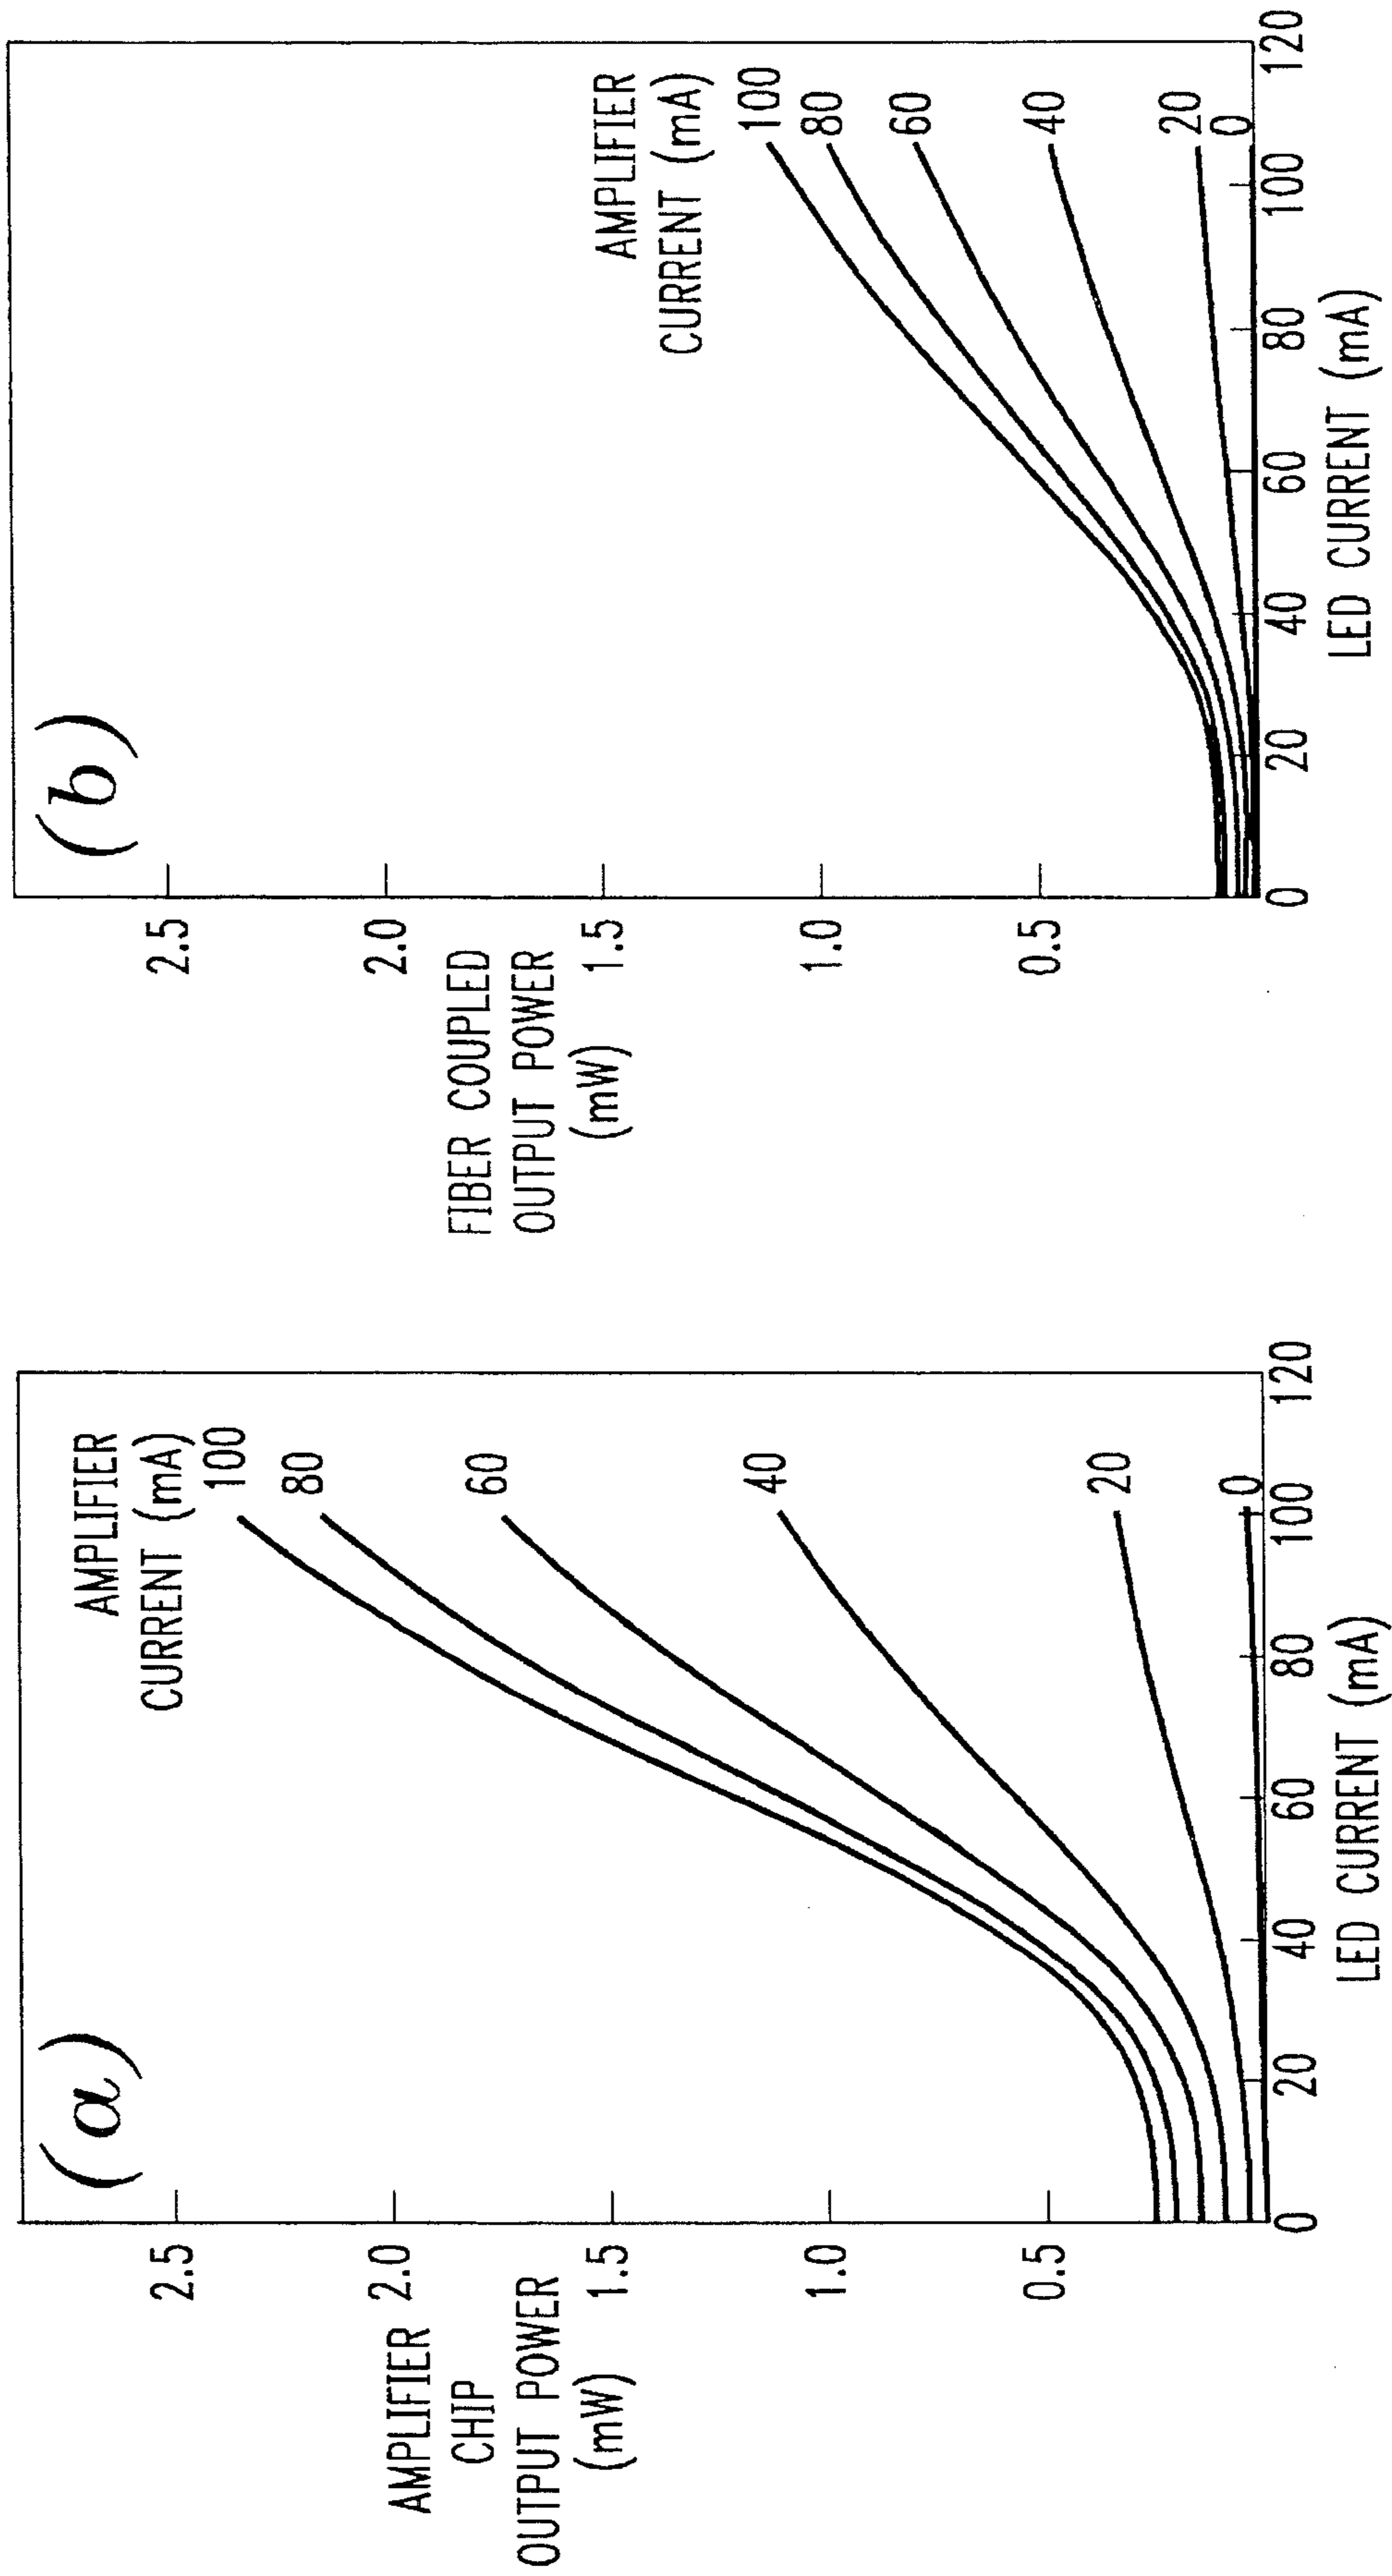 (a)
AMPLIFIER
CHIP
OUTPUT POWER
(mW)
2.5
2.0
1.5
1.0
0.5
AMPLIFIER
CURRENT (mA)
100
80
60
40
20
0
0 20 40 60 80 100 120
LED CURRENT (mA)
(b)
FIBER COUPLED
OUTPUT POWER
(mW)
2.5
2.0
1.5
1.0
0.5
AMPLIFIER
CURRENT (mA)
100
80
60
40
20
0
0 20 40 60 80 100 120
LED CURRENT (mA)